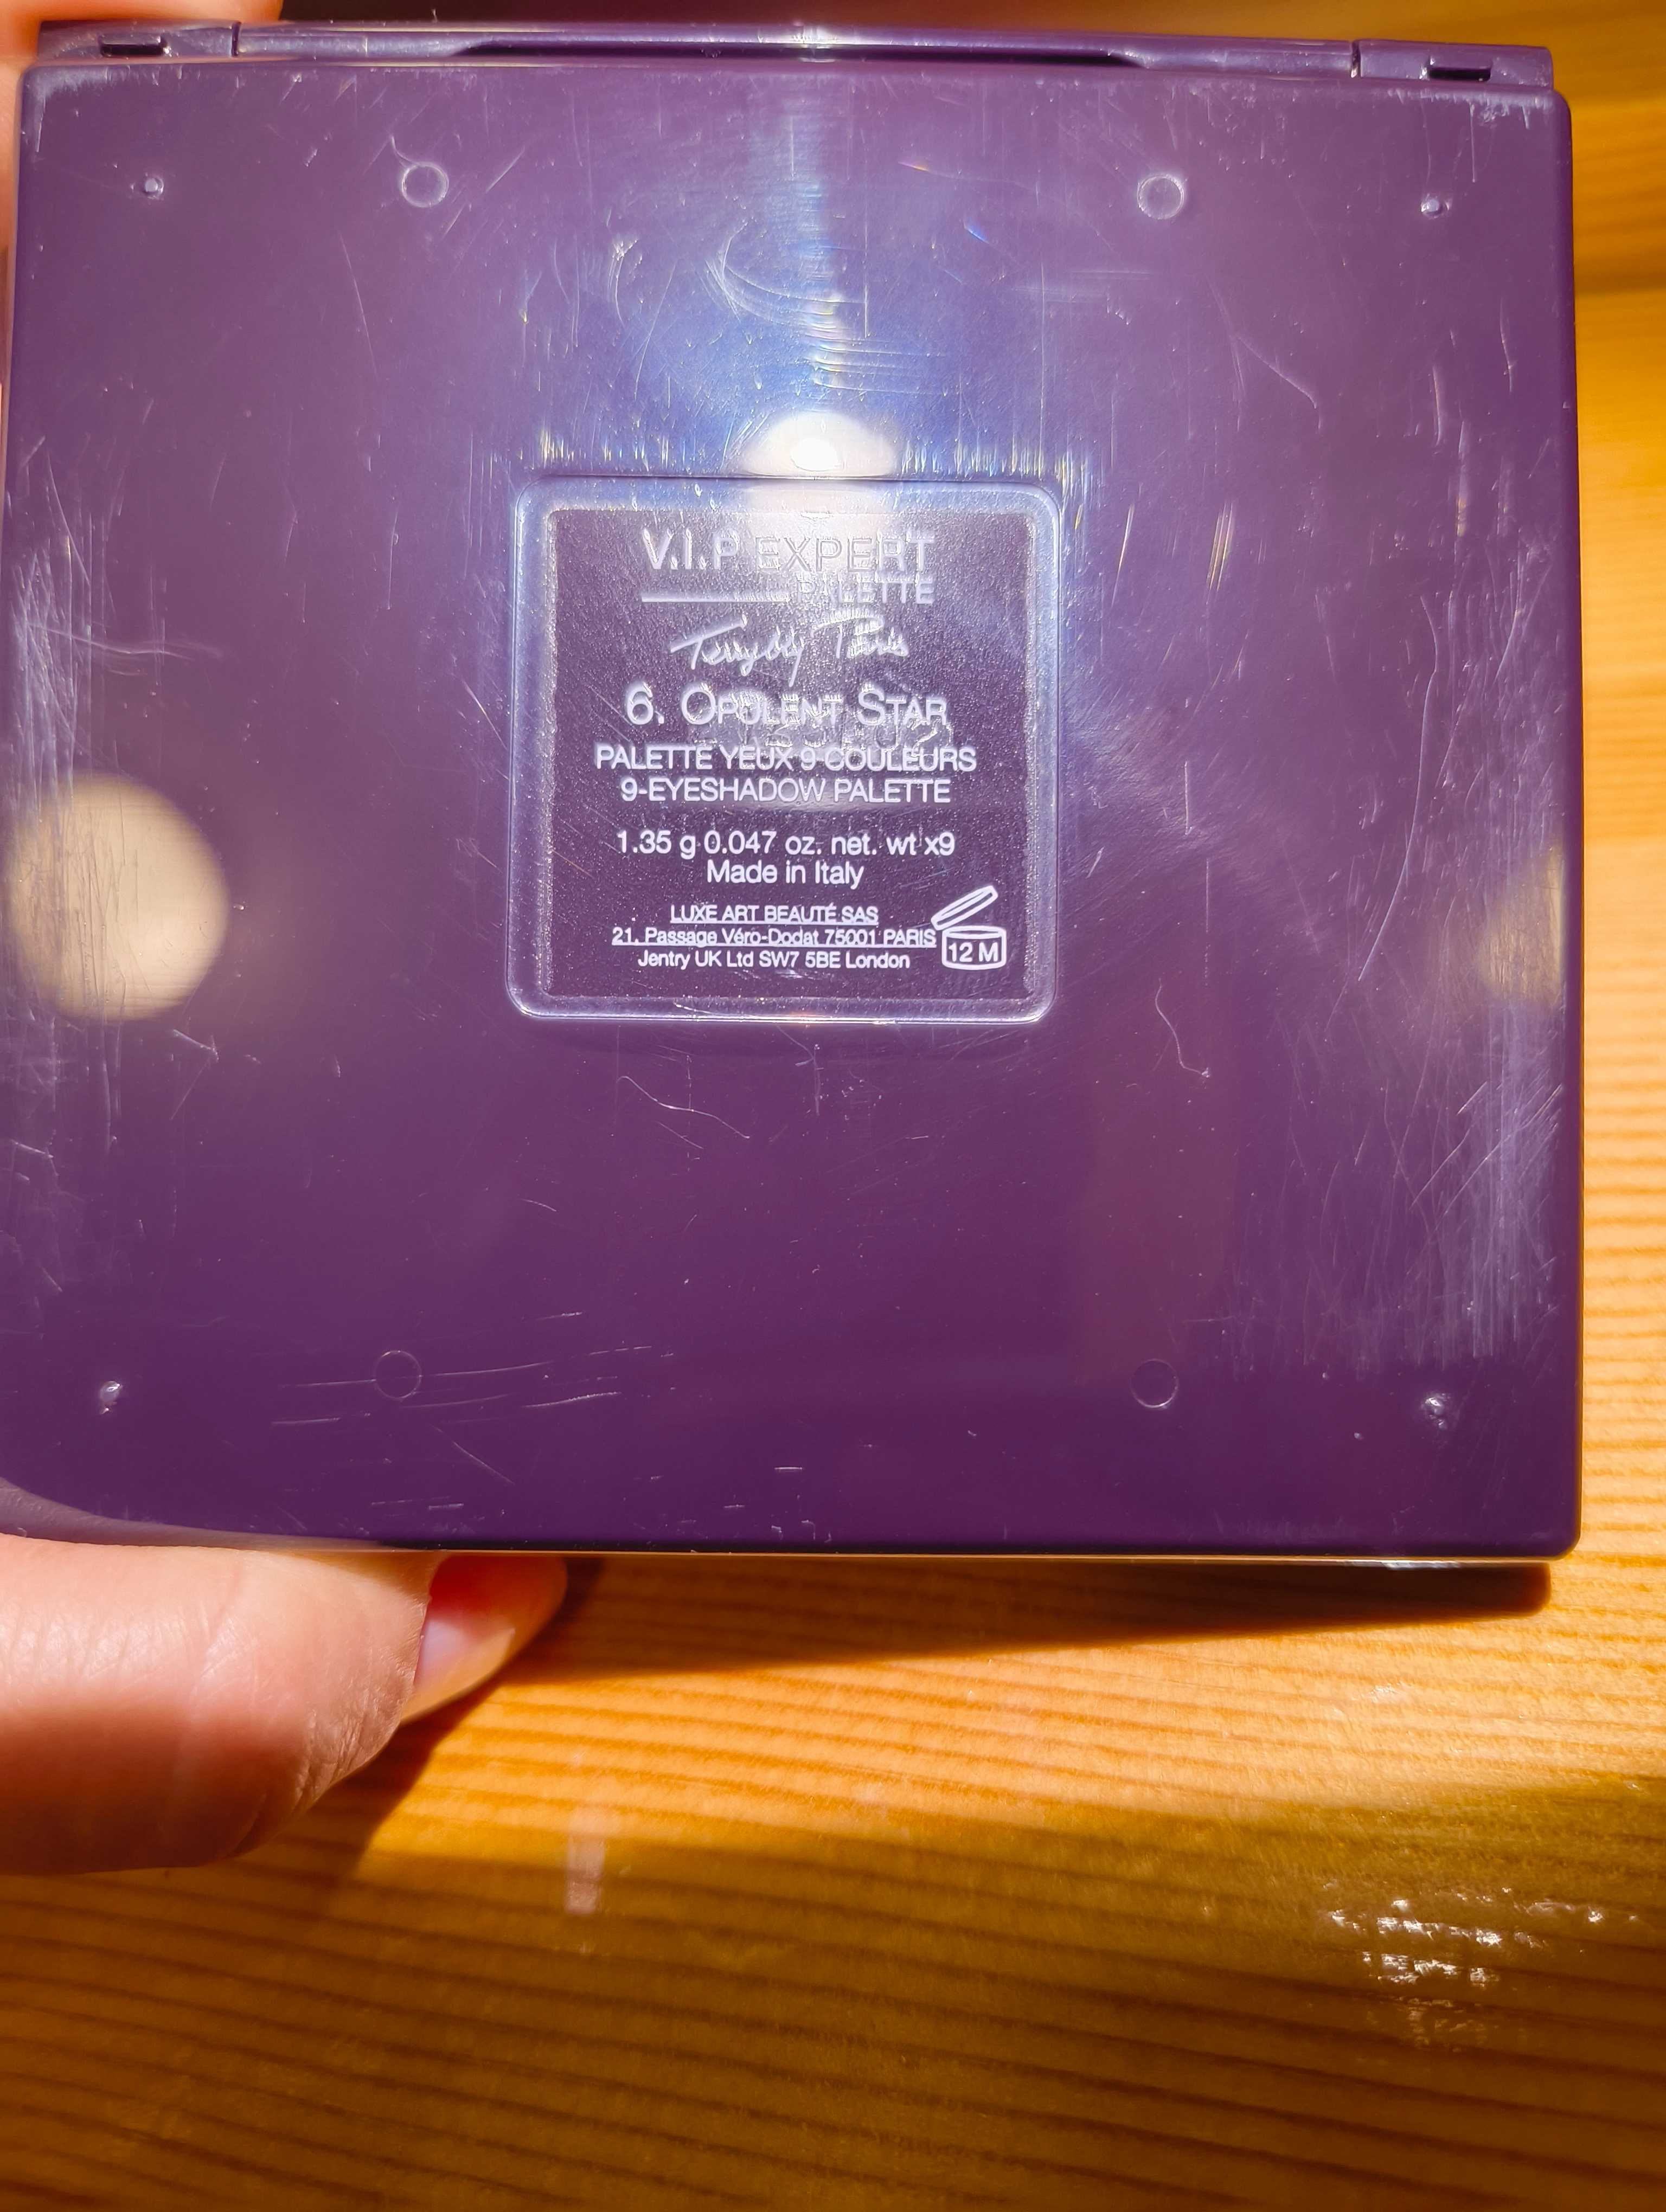 V.I.P EXPERT
PALETTE
Terrybly Paris
6. OPULENT STAR
PALETTE YEUX 9 COULEURS
9-EYESHADOW PALETTE
1.35 g 0.047 oz. net. wt x9
Made in Italy
LUXE ART BEAUTÉ SAS
21, Passage Véro-Dodat 75001 PARIS
12 M
Jentry UK Ltd SW7 5BE London